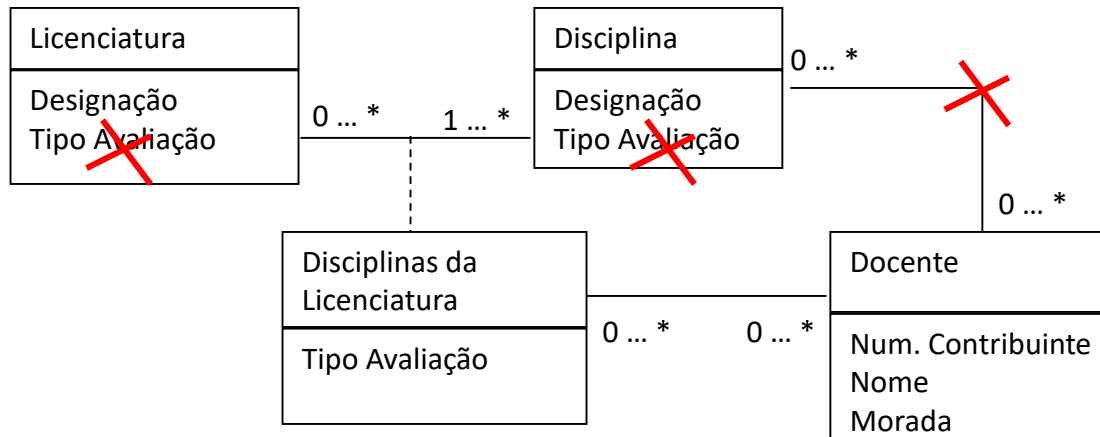 Licenciatura
Designação
Tipo Avaliação
0 ... *
1 ... *
Disciplina
Designação
Tipo Avaliação
0 ... *
0 ... *
Disciplinas da
Licenciatura
Tipo Avaliação
0 ... *
0 ... *
Docente
Num. Contribuinte
Nome
Morada